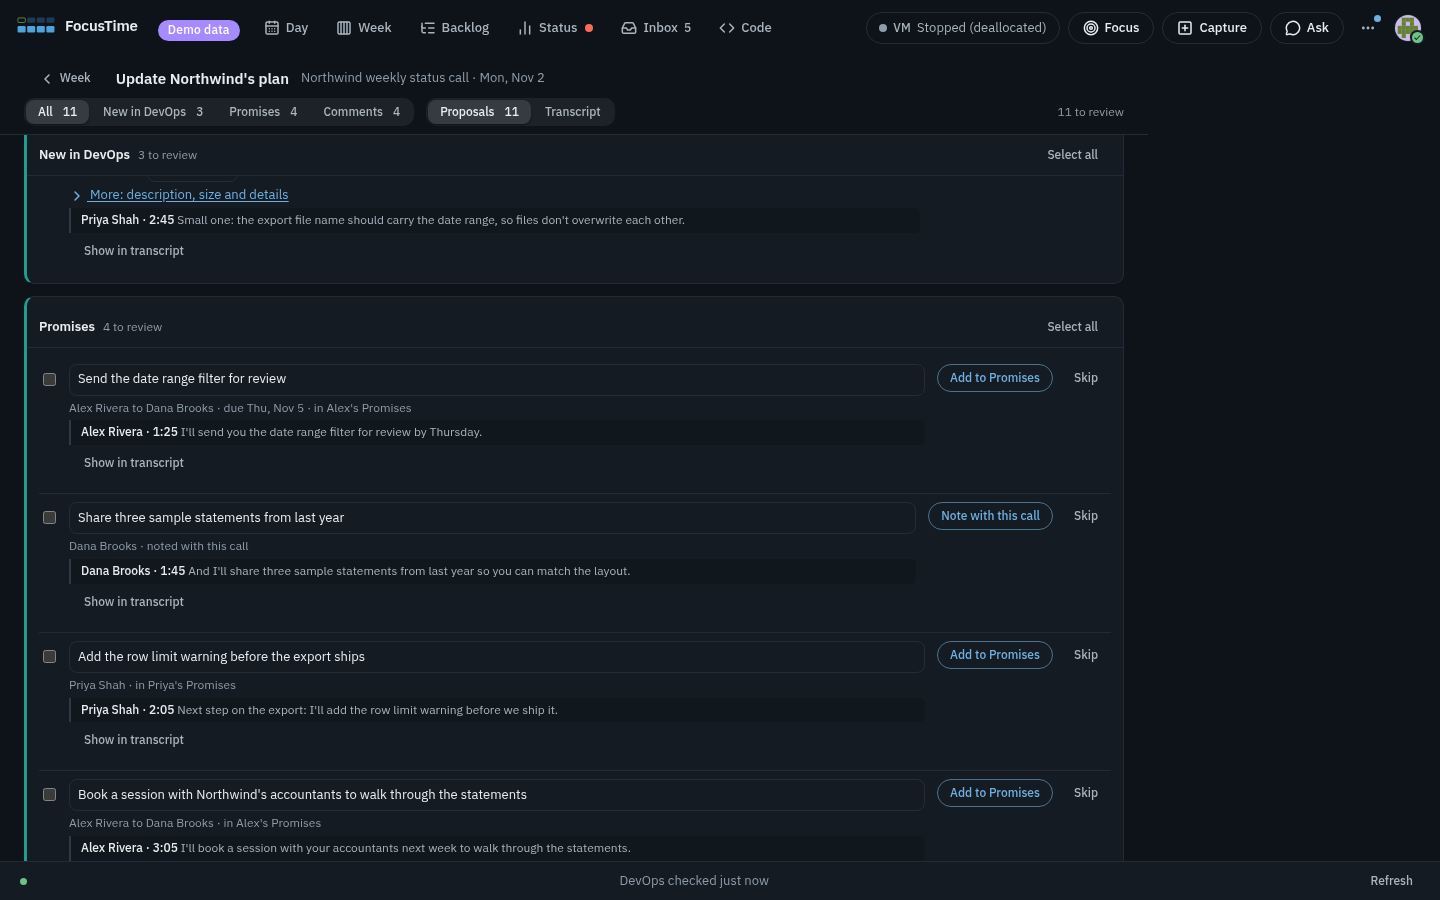 FocusTime
Demo data
Day
Week
Backlog
Status
Inbox 5
Code
VM Stopped (deallocated)
Focus
Capture
Ask
Week
Update Northwind's plan
Northwind weekly status call · Mon, Nov 2
All 11
New in DevOps 3
Promises 4
Comments 4
Proposals 11
Transcript
11 to review
New in DevOps 3 to review
Select all
More: description, size and details
Priya Shah · 2:45 Small one: the export file name should carry the date range, so files don't overwrite each other.
Show in transcript
Promises 4 to review
Select all
Send the date range filter for review
Add to Promises
Skip
Alex Rivera to Dana Brooks · due Thu, Nov 5 · in Alex's Promises
Alex Rivera · 1:25 I'll send you the date range filter for review by Thursday.
Show in transcript
Share three sample statements from last year
Note with this call
Skip
Dana Brooks · noted with this call
Dana Brooks · 1:45 And I'll share three sample statements from last year so you can match the layout.
Show in transcript
Add the row limit warning before the export ships
Add to Promises
Skip
Priya Shah · in Priya's Promises
Priya Shah · 2:05 Next step on the export: I'll add the row limit warning before we ship it.
Show in transcript
Book a session with Northwind's accountants to walk through the statements
Add to Promises
Skip
Alex Rivera to Dana Brooks · in Alex's Promises
Alex Rivera · 3:05 I'll book a session with your accountants next week to walk through the statements.
DevOps checked just now
Refresh